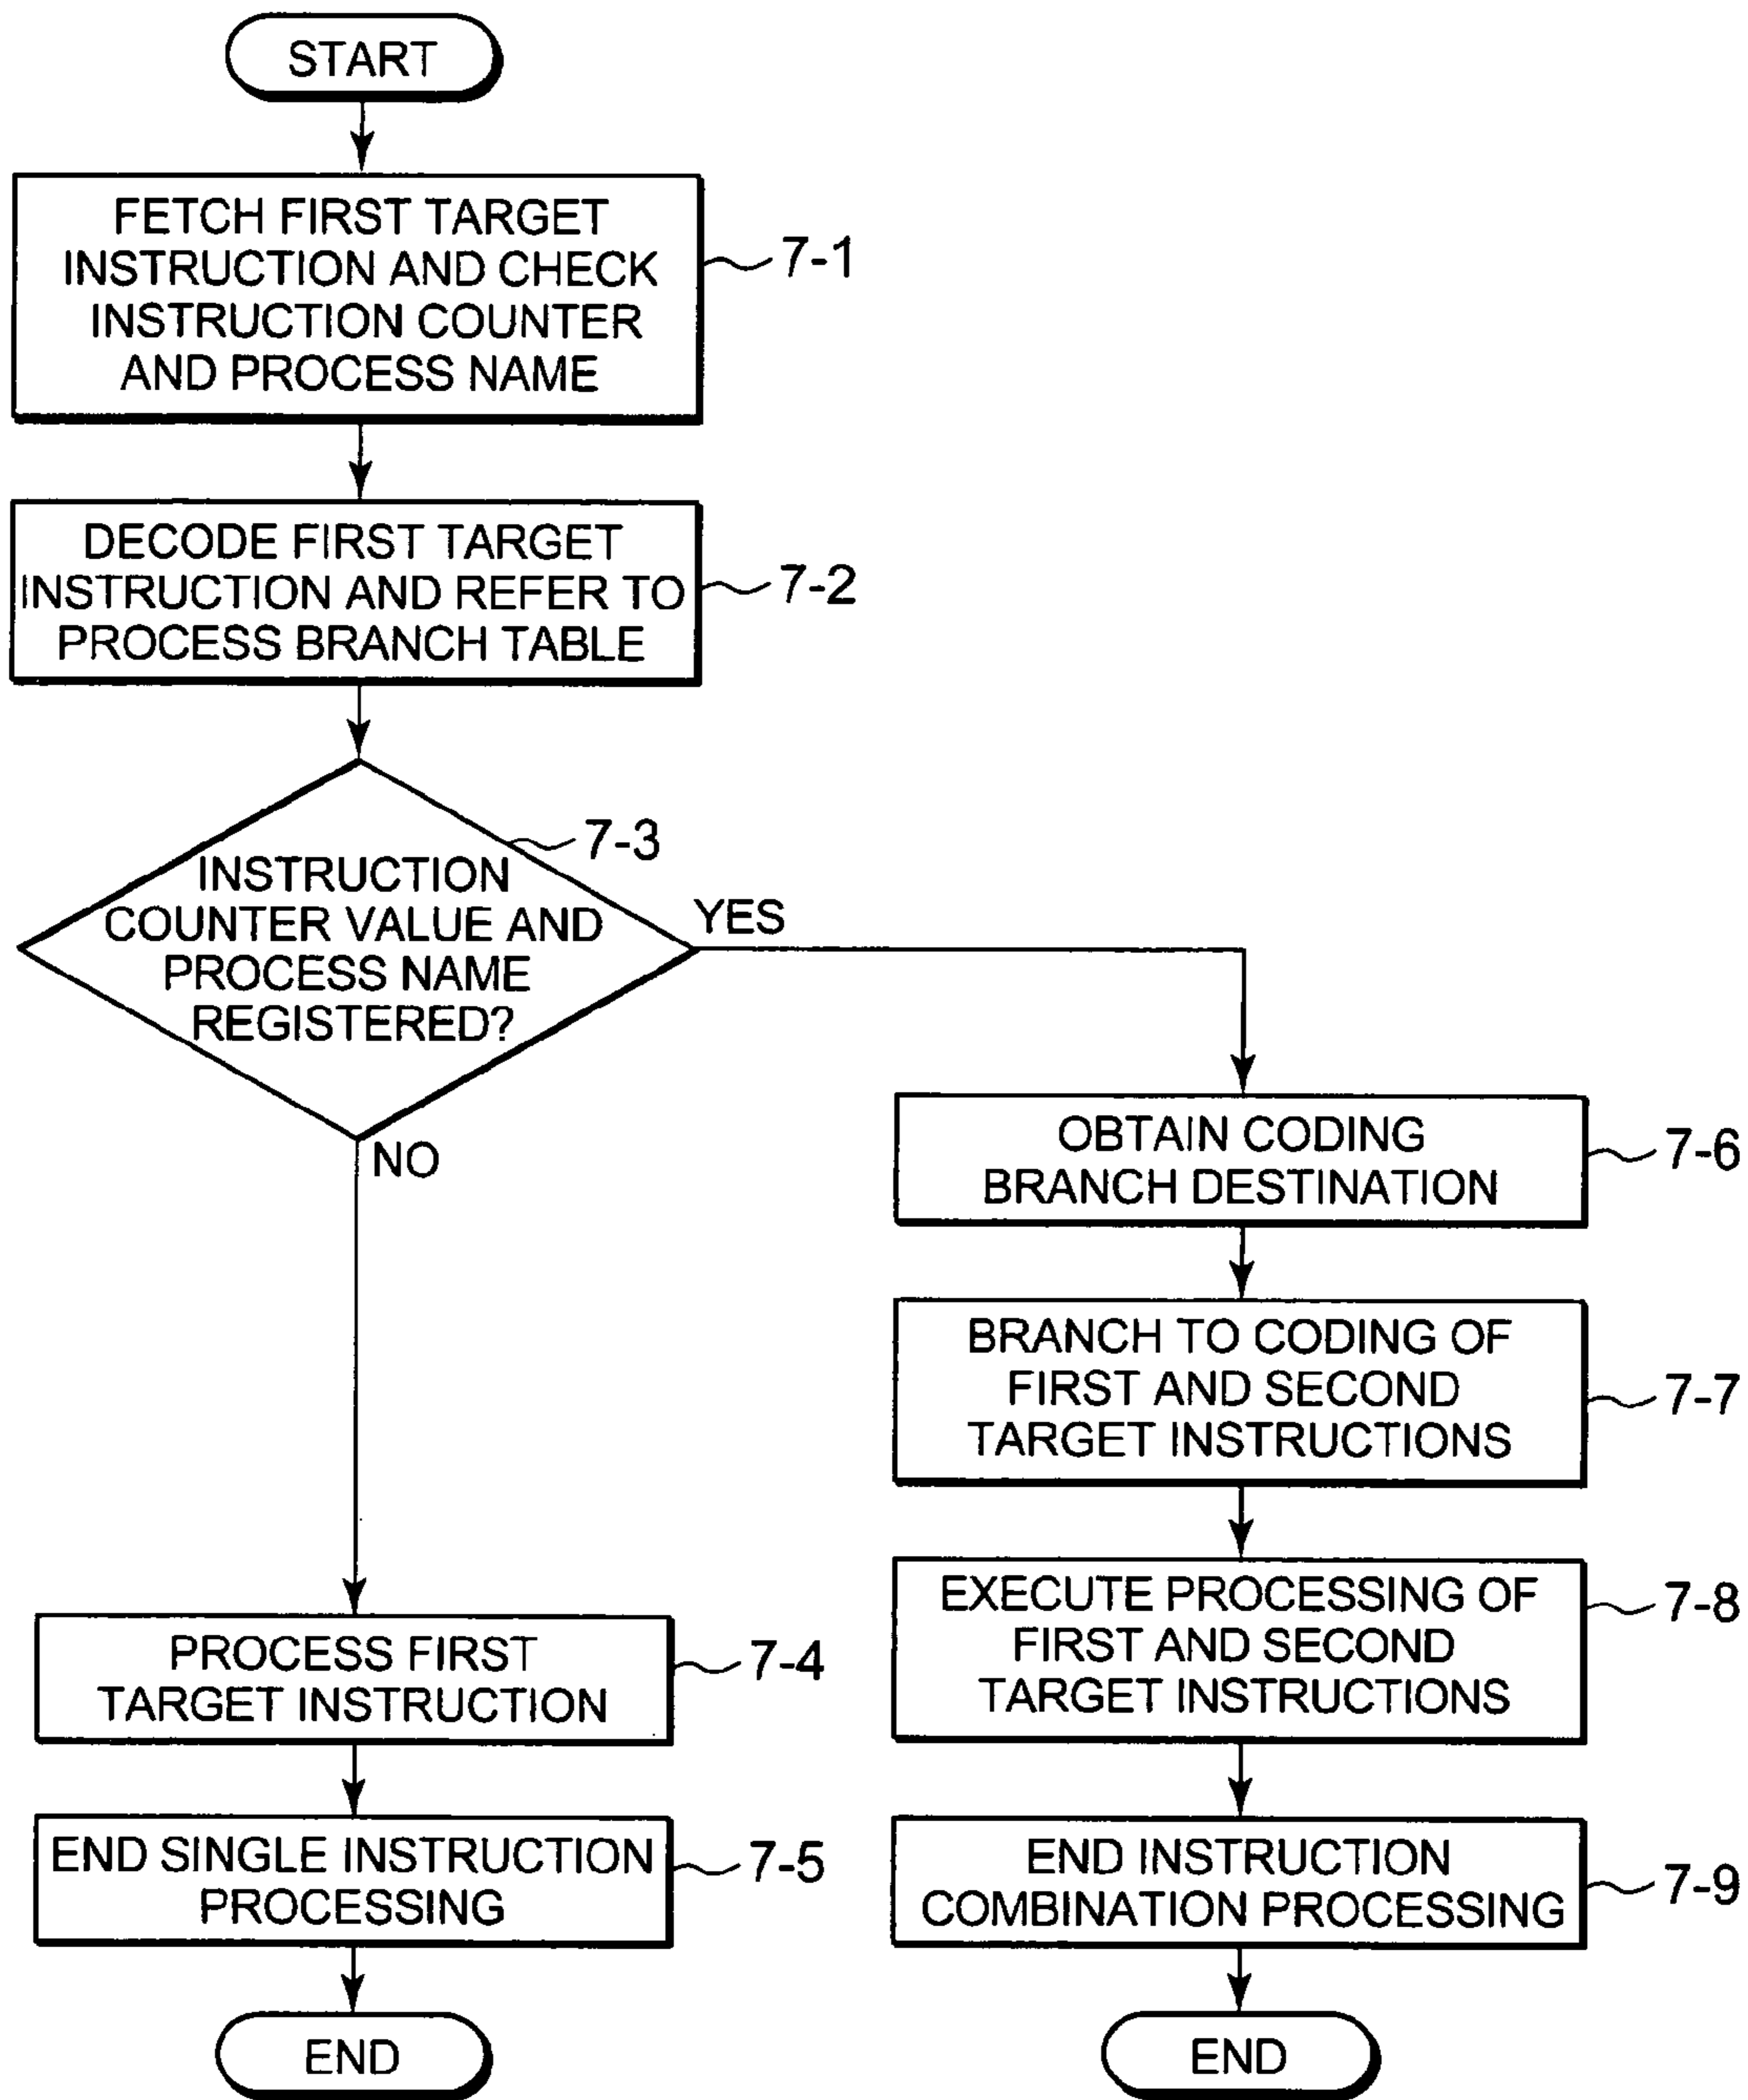 START
FETCH FIRST TARGET
INSTRUCTION AND CHECK
INSTRUCTION COUNTER
AND PROCESS NAME
7-1
DECODE FIRST TARGET
INSTRUCTION AND REFER TO
PROCESS BRANCH TABLE
7-2
7-3
INSTRUCTION
COUNTER VALUE AND
PROCESS NAME
REGISTERED?
YES
NO
PROCESS FIRST
TARGET INSTRUCTION
7-4
END SINGLE INSTRUCTION
PROCESSING
7-5
END
OBTAIN CODING
BRANCH DESTINATION
7-6
BRANCH TO CODING OF
FIRST AND SECOND
TARGET INSTRUCTIONS
7-7
EXECUTE PROCESSING OF
FIRST AND SECOND
TARGET INSTRUCTIONS
7-8
END INSTRUCTION
COMBINATION PROCESSING
7-9
END